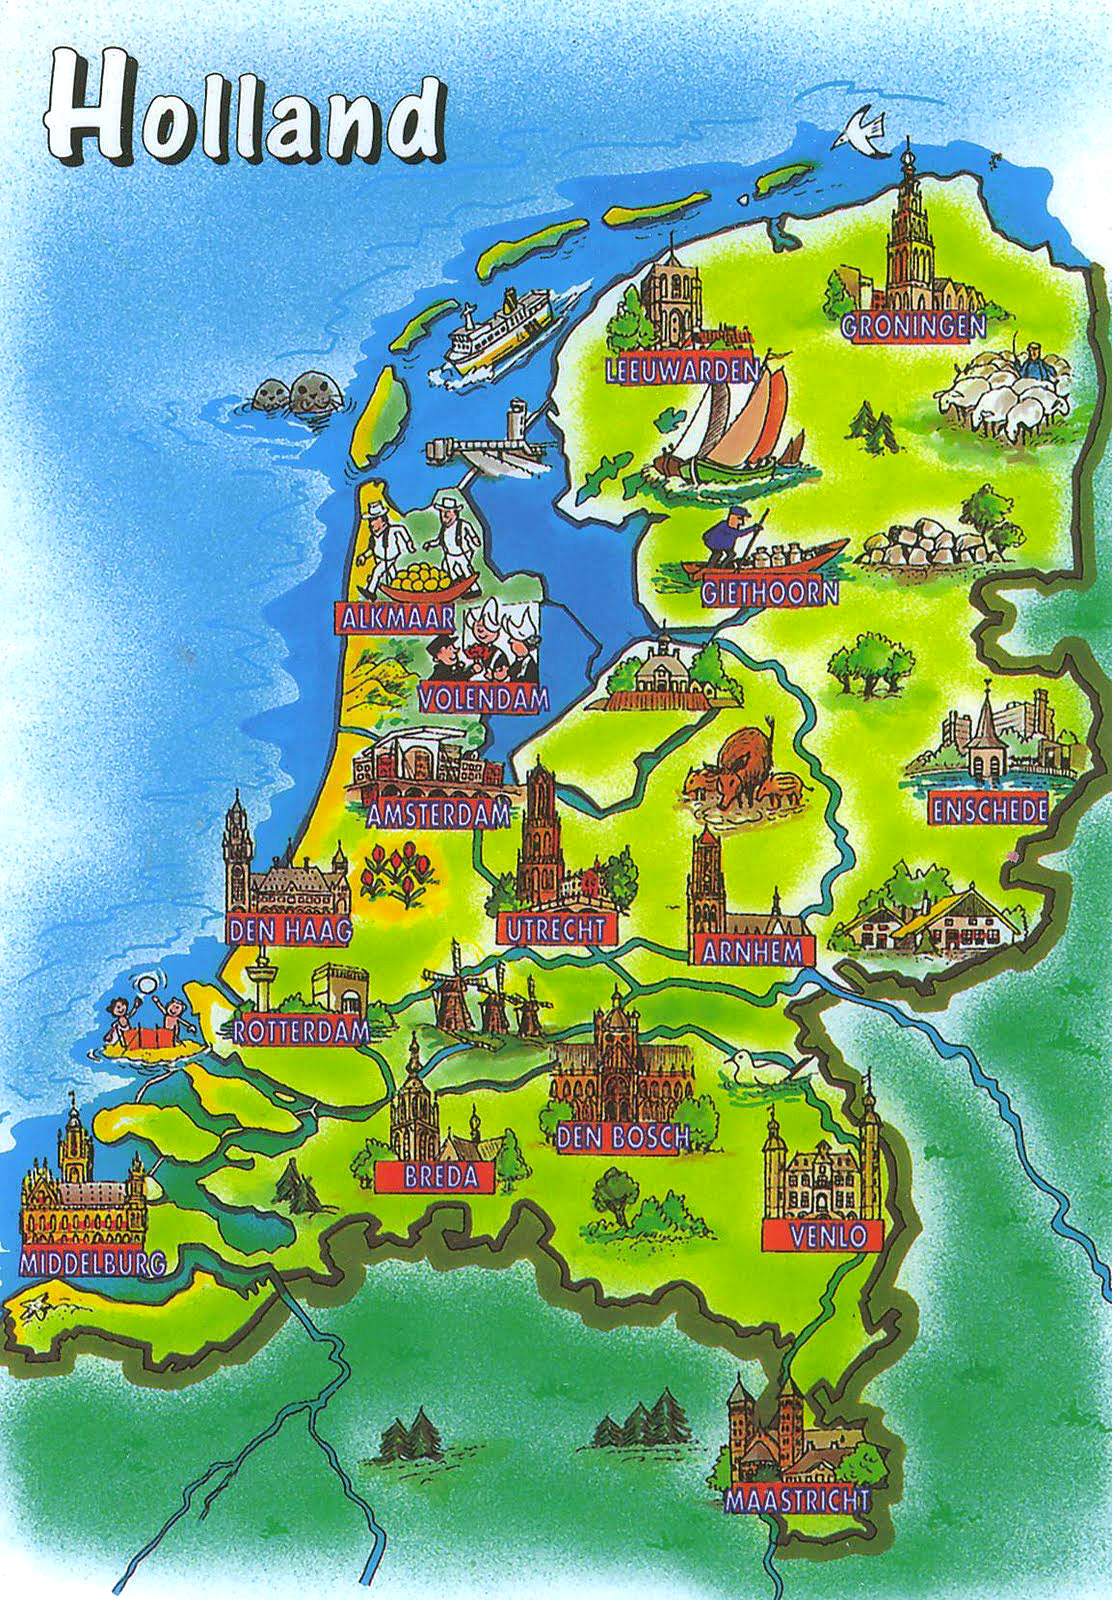 Holland
GRONINGEN
LEEUWARDEN
GIETHOORN
ALKMAAR
VOLENDAM
AMSTERDAM
ENSCHEDE
DEN HAAG
UTRECHT
ARNHEM
ROTTERDAM
DEN BOSCH
BREDA
VENLO
MIDDELBURG
MAASTRICHT